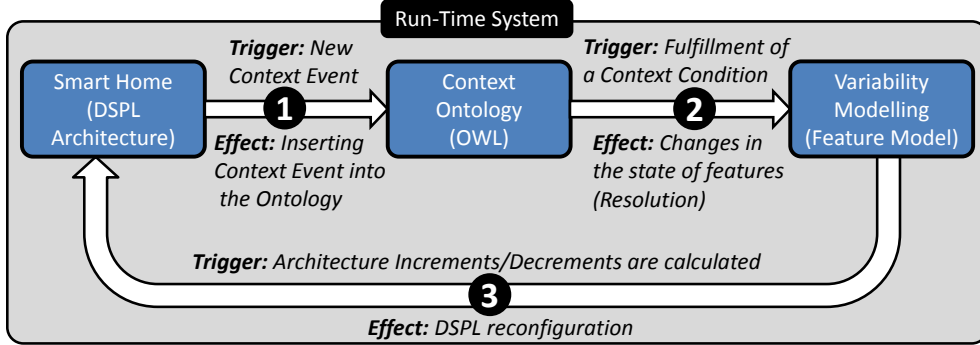 Run-Time System
Smart Home
(DSPL
Architecture)
Trigger: New
Context Event
1
Effect: Inserting
Context Event into
the Ontology
Context
Ontology
(OWL)
Trigger: Fulfillment of
a Context Condition
2
Effect: Changes in
the state of features
(Resolution)
Variability
Modelling
(Feature Model)
Trigger: Architecture Increments/Decrements are calculated
3
Effect: DSPL reconfiguration